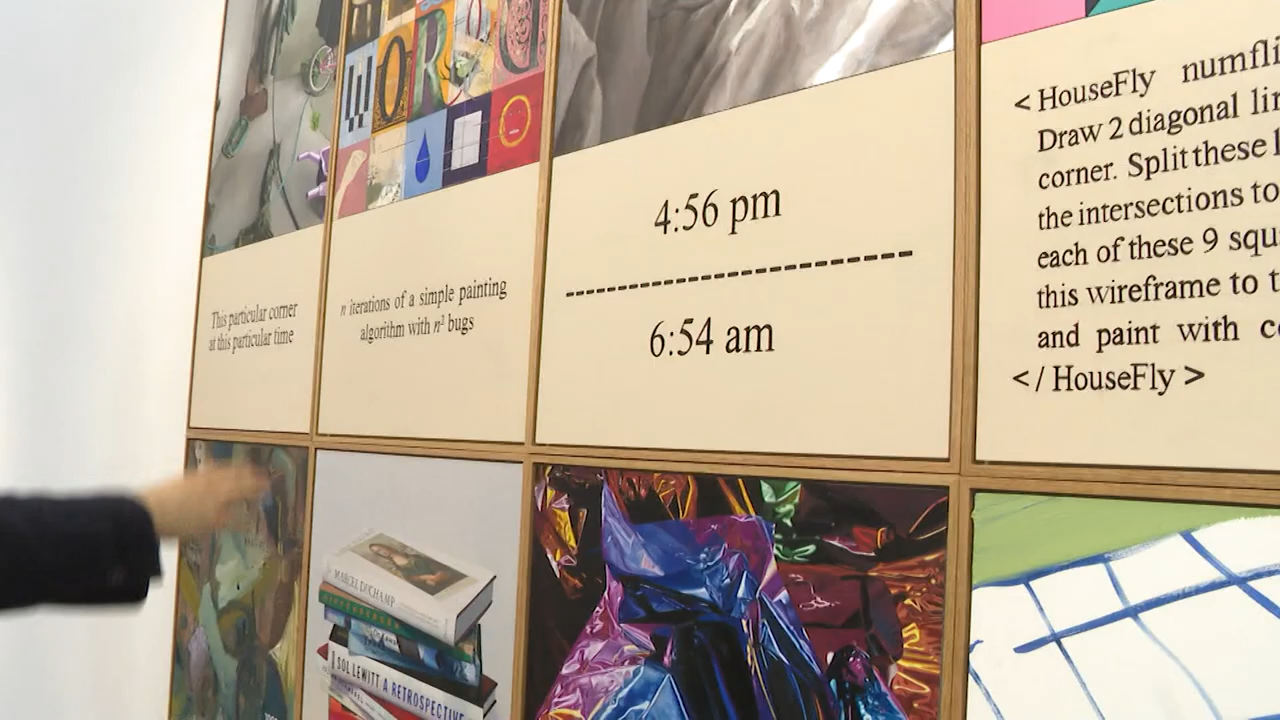 WORd
This particular corner
at this particular time
n iterations of a simple painting
algorithm with n² bugs
4:56 pm
6:54 am
< HouseFly numfli
Draw 2 diagonal lin
corner. Split these l
the intersections to
each of these 9 squ
this wireframe to t
and paint with co
</ HouseFly >
MARCEL DUCHAMP
SOL LEWITT A RETROSPECTIVE